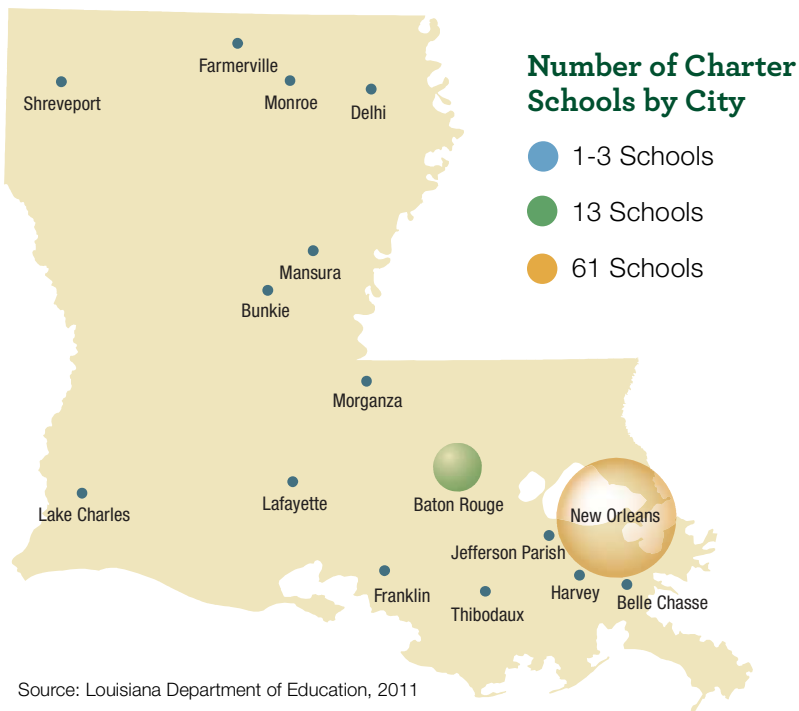 Number of Charter
Schools by City
1-3 Schools
13 Schools
61 Schools
Farmerville
Shreveport
Monroe
Delhi
Mansura
Bunkie
Morganza
Lake Charles
Lafayette
Baton Rouge
New Orleans
Jefferson Parish
Franklin
Thibodaux
Harvey
Belle Chasse
Source: Louisiana Department of Education, 2011